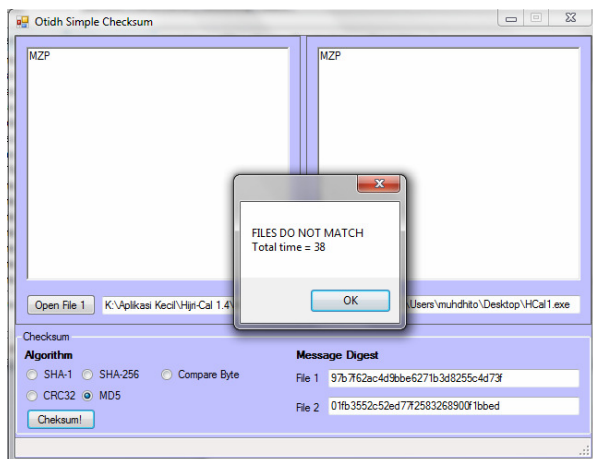 Otidh Simple Checksum
MZP
MZP
FILES DO NOT MATCH
Total time = 38
OK
Open File 1
K:\Aplikasi Kecil\Hijri-Cal 1.4\
\Users\muhdhito\Desktop\HCal1.exe
Checksum
Algorithm
SHA-1 SHA-256 Compare Byte
CRC32 MD5
Cheksum!
Message Digest
File 1 97b7f62ac4d9bbe6271b3d8255c4d73f
File 2 01fb3552c52ed77f2583268900f1bbed